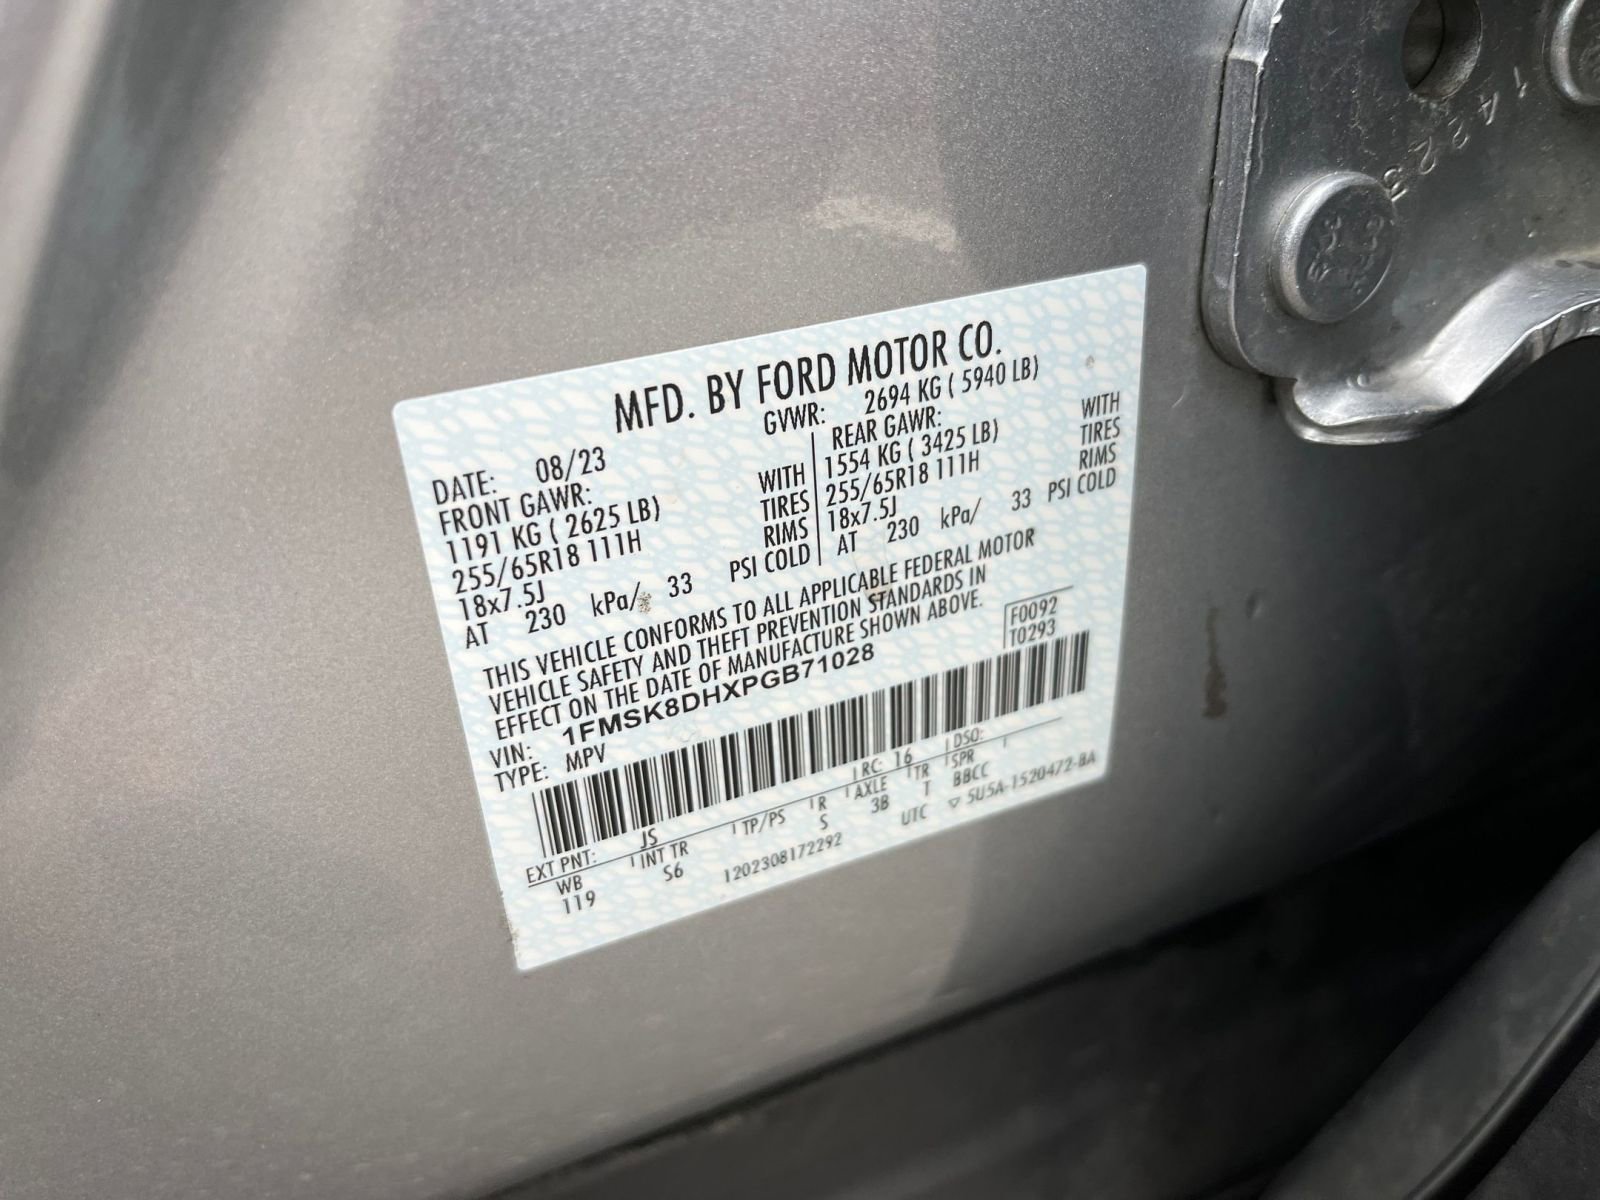 14225
MFD. BY FORD MOTOR CO.
DATE: 08/23 GVWR: 2694 KG ( 5940 LB)
FRONT GAWR: REAR GAWR:
1191 KG ( 2625 LB) WITH 1554 KG ( 3425 LB) WITH
255/65R18 111H TIRES 255/65R18 111H TIRES
18x7.5J RIMS 18x7.5J RIMS
AT 230 kPa/ 33 PSI COLD AT 230 kPa/ 33 PSI COLD
THIS VEHICLE CONFORMS TO ALL APPLICABLE FEDERAL MOTOR
VEHICLE SAFETY AND THEFT PREVENTION STANDARDS IN
EFFECT ON THE DATE OF MANUFACTURE SHOWN ABOVE.
F0092
T0293
VIN: 1FMSK8DHXPGB71028
TYPE: MPV
EXT PNT: JS RC: 16 DSO:
WB INT TR TP/PS R AXLE TR SPR
119 S6 S 3B T BBCC
1202308172292 UTC ▽ 5U5A-1520472-BA